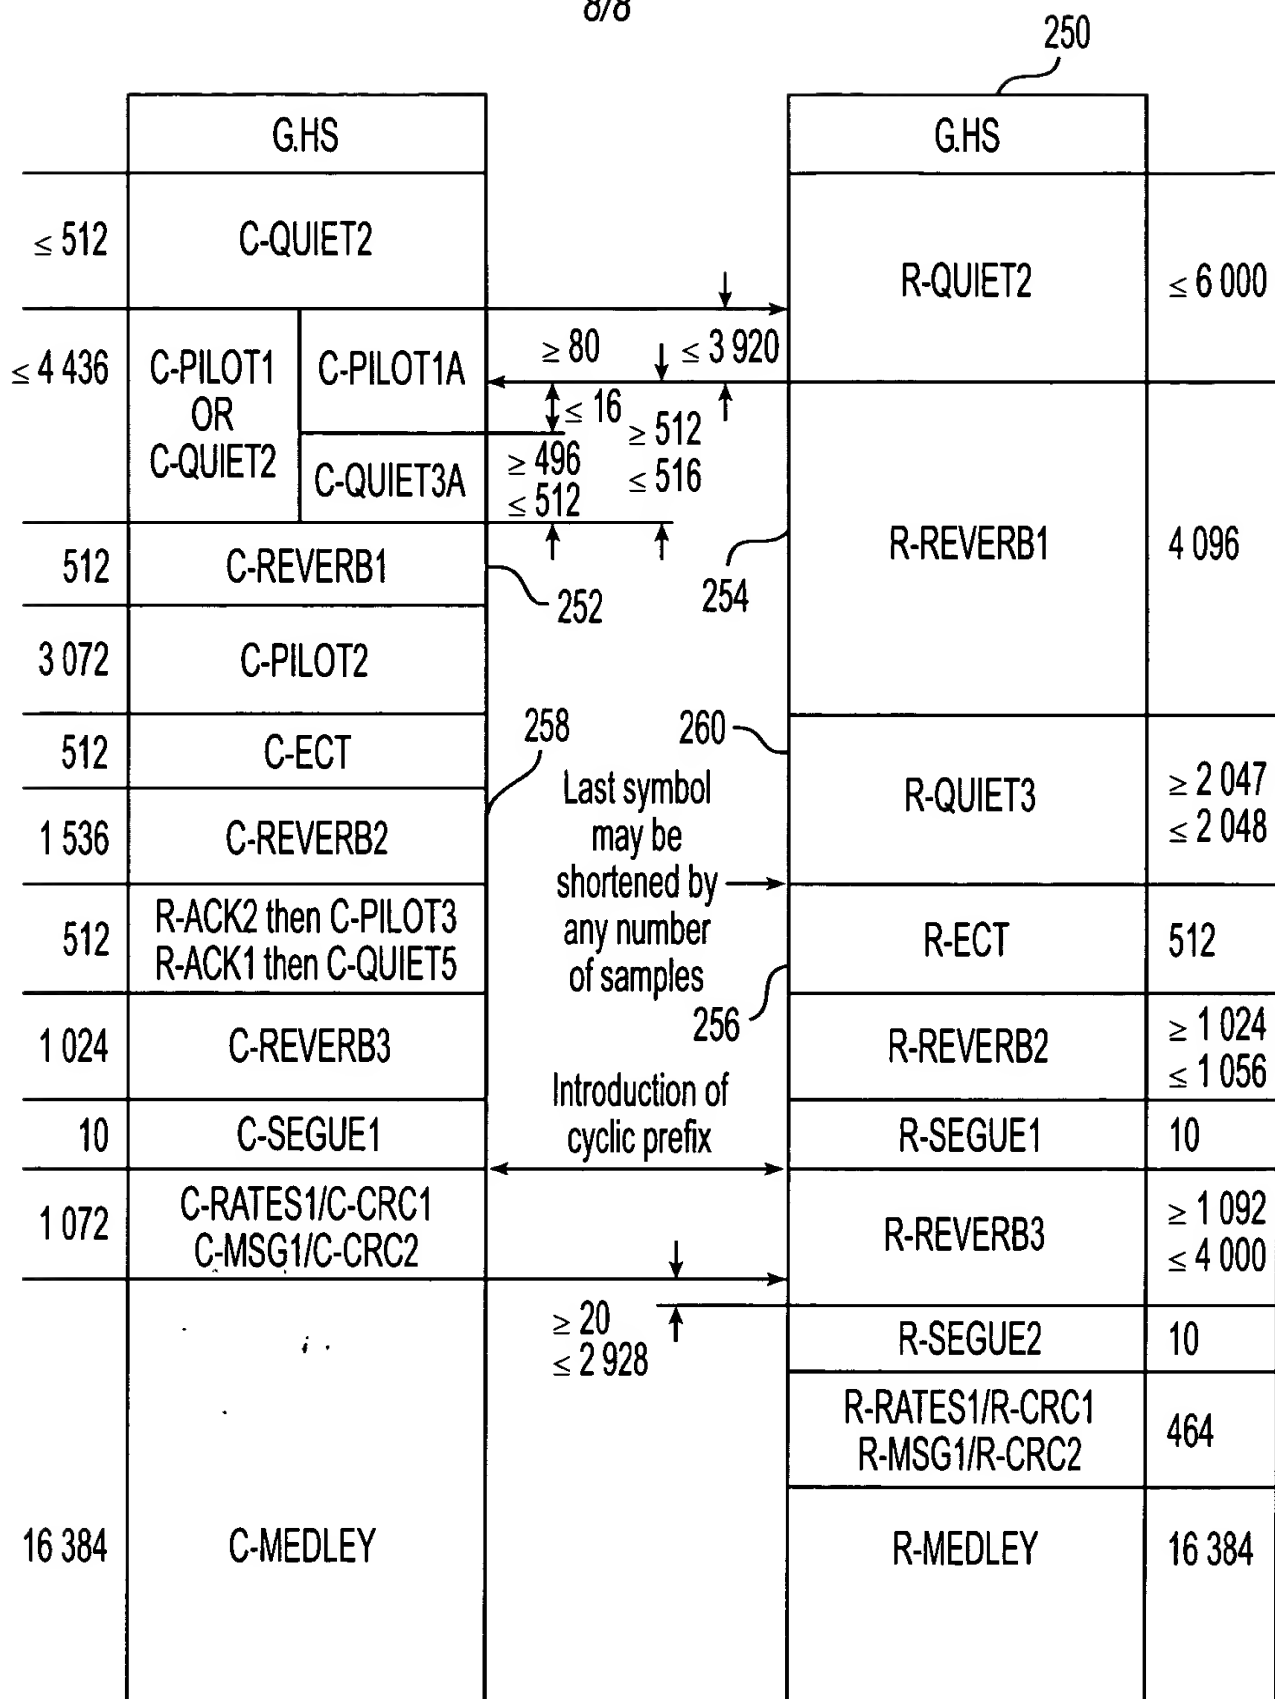 8/8
250
G.HS
G.HS
≤ 512
C-QUIET2
R-QUIET2
≤ 6 000
≤ 4 436
C-PILOT1
OR
C-QUIET2
C-PILOT1A
≥ 80
≤ 3 920
≤ 16
≥ 512
≤ 516
C-QUIET3A
≥ 496
≤ 512
512
C-REVERB1
252
254
R-REVERB1
4 096
3 072
C-PILOT2
512
C-ECT
258
260
R-QUIET3
≥ 2 047
≤ 2 048
1 536
C-REVERB2
Last symbol
may be
shortened by
any number
of samples
512
R-ACK2 then C-PILOT3
R-ACK1 then C-QUIET5
R-ECT
512
256
1 024
C-REVERB3
R-REVERB2
≥ 1 024
≤ 1 056
Introduction of
cyclic prefix
10
C-SEGUE1
R-SEGUE1
10
1 072
C-RATES1/C-CRC1
C-MSG1/C-CRC2
R-REVERB3
≥ 1 092
≤ 4 000
≥ 20
≤ 2 928
R-SEGUE2
10
R-RATES1/R-CRC1
R-MSG1/R-CRC2
464
16 384
C-MEDLEY
R-MEDLEY
16 384